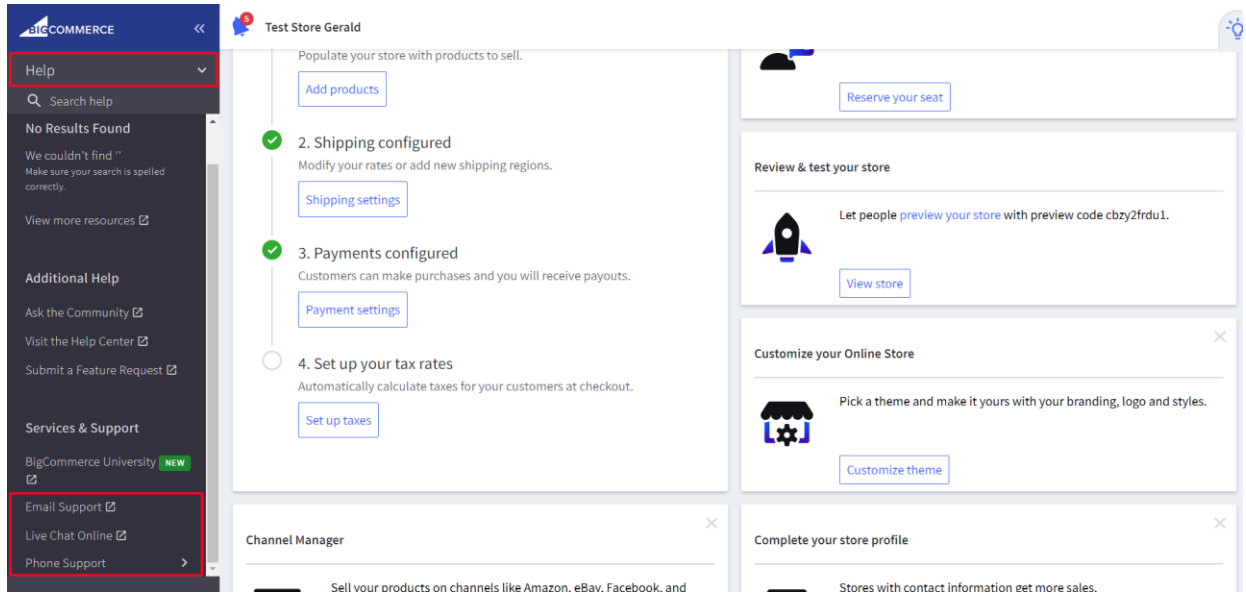 BIGCOMMERCE
Help
Search help
No Results Found
We couldn't find ''
Make sure your search is spelled
correctly.
View more resources
Additional Help
Ask the Community
Visit the Help Center
Submit a Feature Request
Services & Support
BigCommerce University NEW
Email Support
Live Chat Online
Phone Support
5
Test Store Gerald
Populate your store with products to sell.
Add products
2. Shipping configured
Modify your rates or add new shipping regions.
Shipping settings
3. Payments configured
Customers can make purchases and you will receive payouts.
Payment settings
4. Set up your tax rates
Automatically calculate taxes for your customers at checkout.
Set up taxes
Channel Manager
Sell your products on channels like Amazon, eBay, Facebook, and
Reserve your seat
Review & test your store
Let people preview your store with preview code cbzy2frdu1.
View store
Customize your Online Store
Pick a theme and make it yours with your branding, logo and styles.
Customize theme
Complete your store profile
Stores with contact information get more sales.